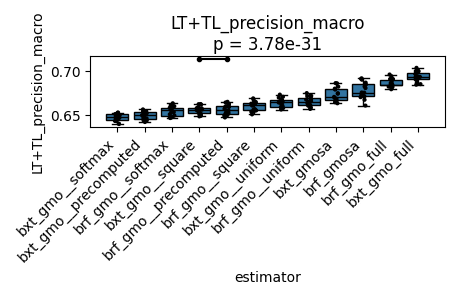 LT+TL_precision_macro
p = 3.78e-31
LT+TL_precision_macro
0.70
0.65
bxt_gmo__softmax
bxt_gmo__precomputed
brf_gmo__softmax
bxt_gmo__square
brf_gmo__precomputed
brf_gmo__square
bxt_gmo__uniform
brf_gmo__uniform
bxt_gmosa
brf_gmosa
brf_gmo_full
bxt_gmo_full
estimator